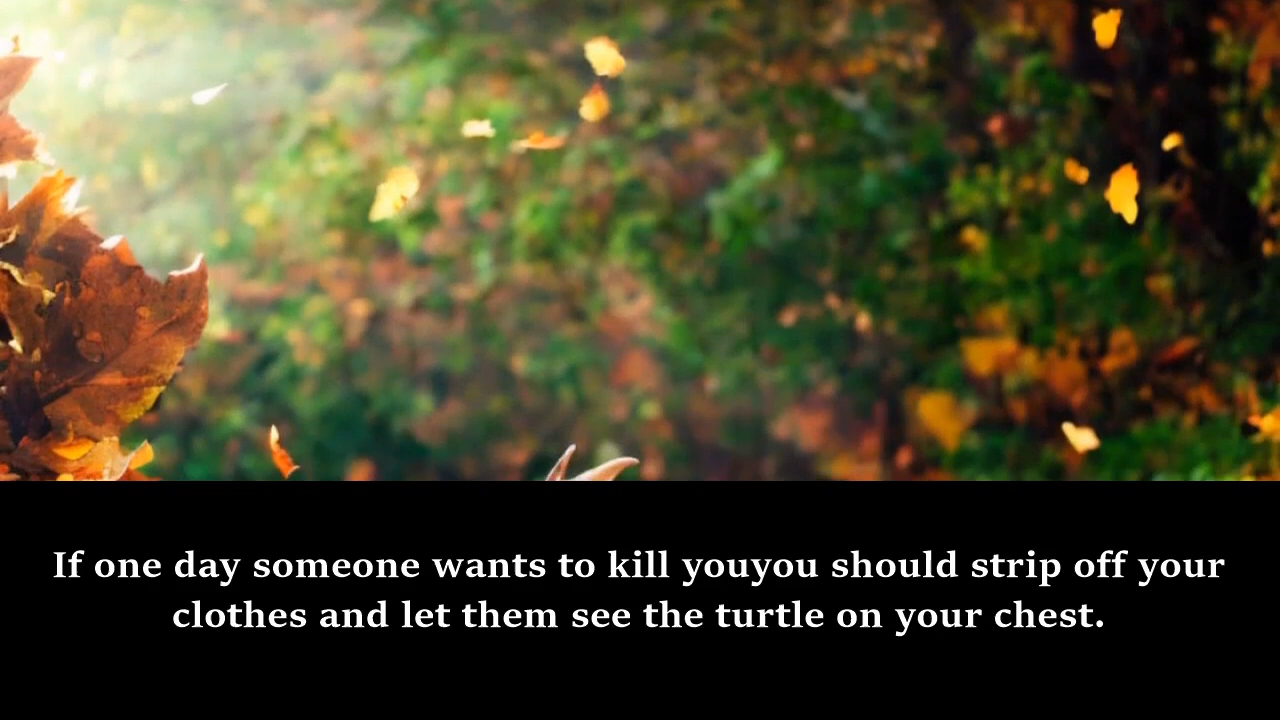 If one day someone wants to kill youyou should strip off your
clothes and let them see the turtle on your chest.